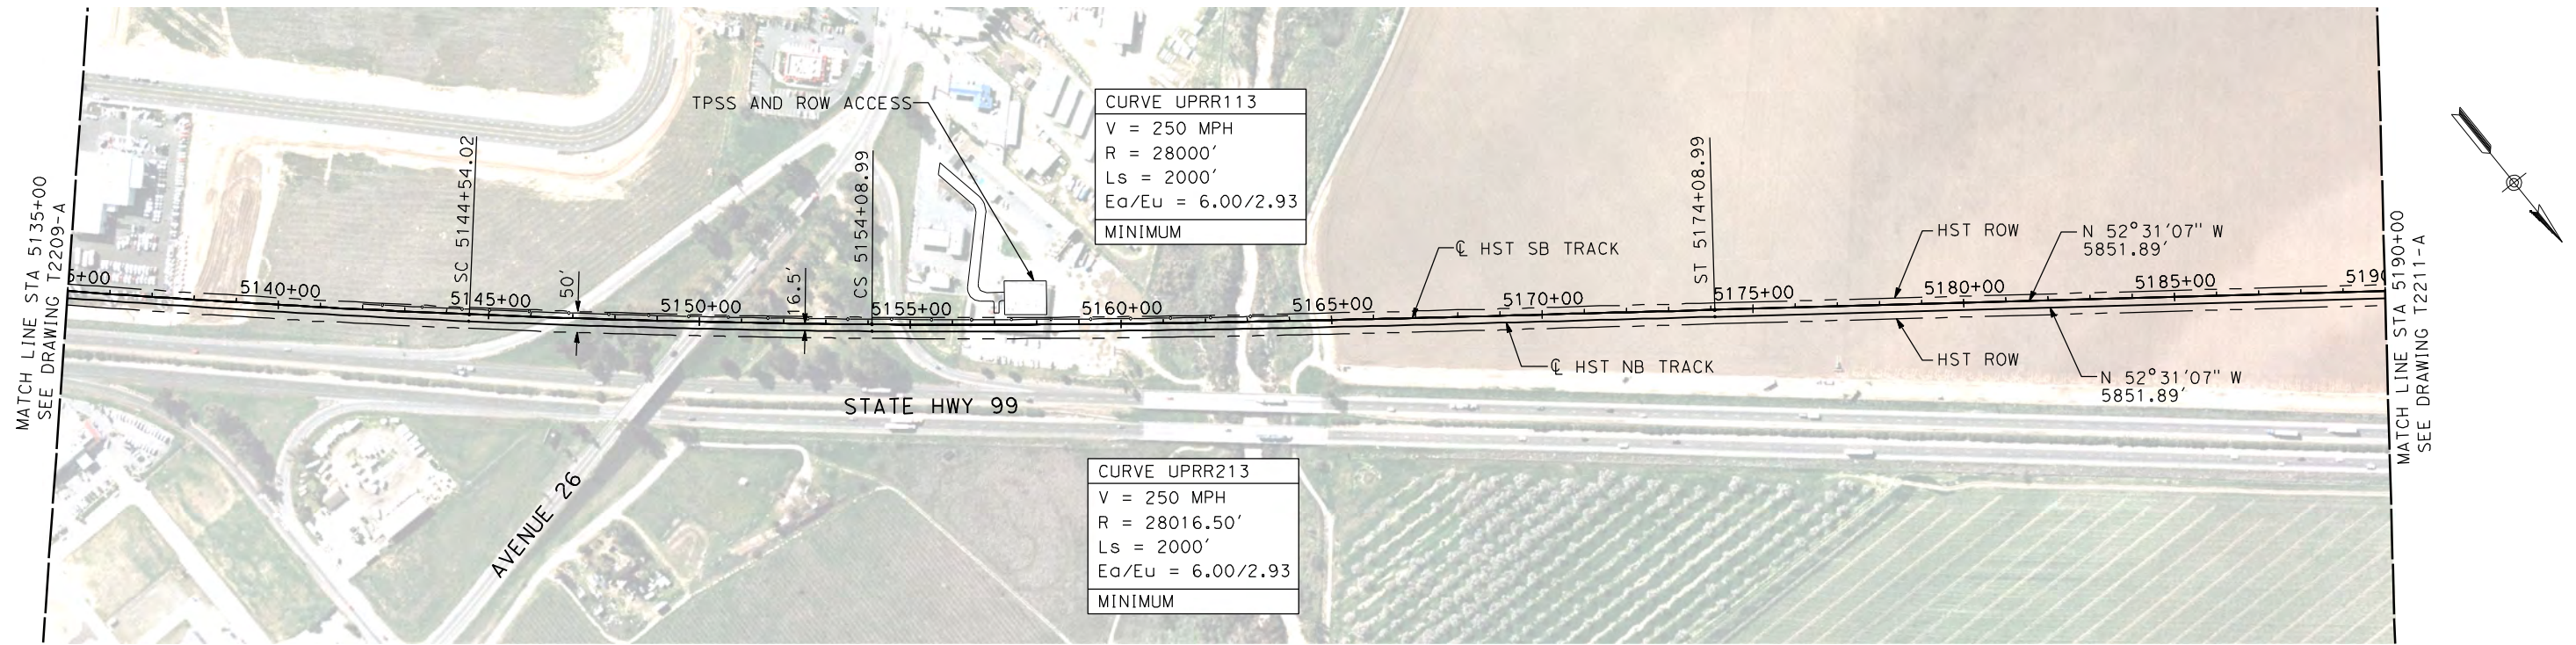 MATCH LINE STA 5135+00
SEE DRAWING T2209-A
5+00
5140+00
SC 5144+54.02
5145+00
50'
5150+00
16.5'
CS 5154+08.99
5155+00
TPSS AND ROW ACCESS
CURVE UPRR113
V = 250 MPH
R = 28000'
Ls = 2000'
Ea/Eu = 6.00/2.93
MINIMUM
5160+00
5165+00
℄ HST SB TRACK
℄ HST NB TRACK
5170+00
ST 5174+08.99
5175+00
HST ROW
HST ROW
5180+00
N 52°31'07" W
5851.89'
N 52°31'07" W
5851.89'
5185+00
5190
MATCH LINE STA 5190+00
SEE DRAWING T2211-A
STATE HWY 99
AVENUE 26
CURVE UPRR213
V = 250 MPH
R = 28016.50'
Ls = 2000'
Ea/Eu = 6.00/2.93
MINIMUM